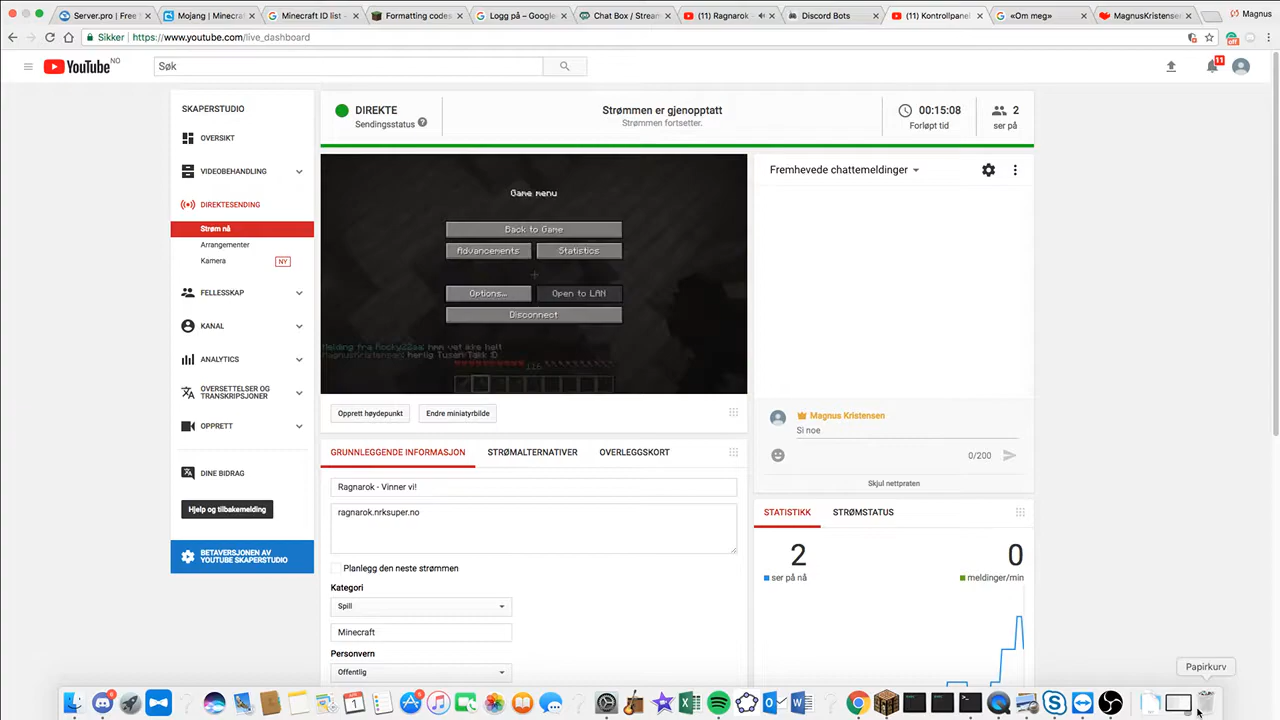 Server.pro | Free M
Mojang | Minecraft
Minecraft ID list -
Formatting codes
Logg på – Google
Chat Box / Stream
(11) Ragnarok
Discord Bots
(11) Kontrollpanel
«Om meg»
MagnusKristensen
Magnus
Sikker
https://www.youtube.com/live_dashboard
YouTube NO
Søk
11
SKAPERSTUDIO
OVERSIKT
VIDEOBEHANDLING
DIREKTESENDING
Strøm nå
Arrangementer
Kamera
NY
FELLESSKAP
KANAL
ANALYTICS
OVERSETTELSER OG
TRANSKRIPSJONER
OPPRETT
DINE BIDRAG
Hjelp og tilbakemelding
BETAVERSJONEN AV
YOUTUBE SKAPERSTUDIO
DIREKTE
Sendingsstatus
Strømmen er gjenopptatt
Strømmen fortsetter.
00:15:08
Forløpt tid
2
ser på
Game menu
Back to Game
Advancements
Statistics
Options...
Open to LAN
Disconnect
Opprett høydepunkt
Endre miniatyrbilde
GRUNNLEGGENDE INFORMASJON
STRØMALTERNATIVER
OVERLEGGSKORT
Ragnarok - Vinner vi!
ragnarok.nrksuper.no
Planlegg den neste strømmen
Kategori
Spill
Minecraft
Personvern
Offentlig
Fremhevede chattemeldinger
Magnus Kristensen
Si noe
0/200
Skjul nettpraten
STATISTIKK
STRØMSTATUS
2
ser på nå
0
meldinger/min
Papirkurv